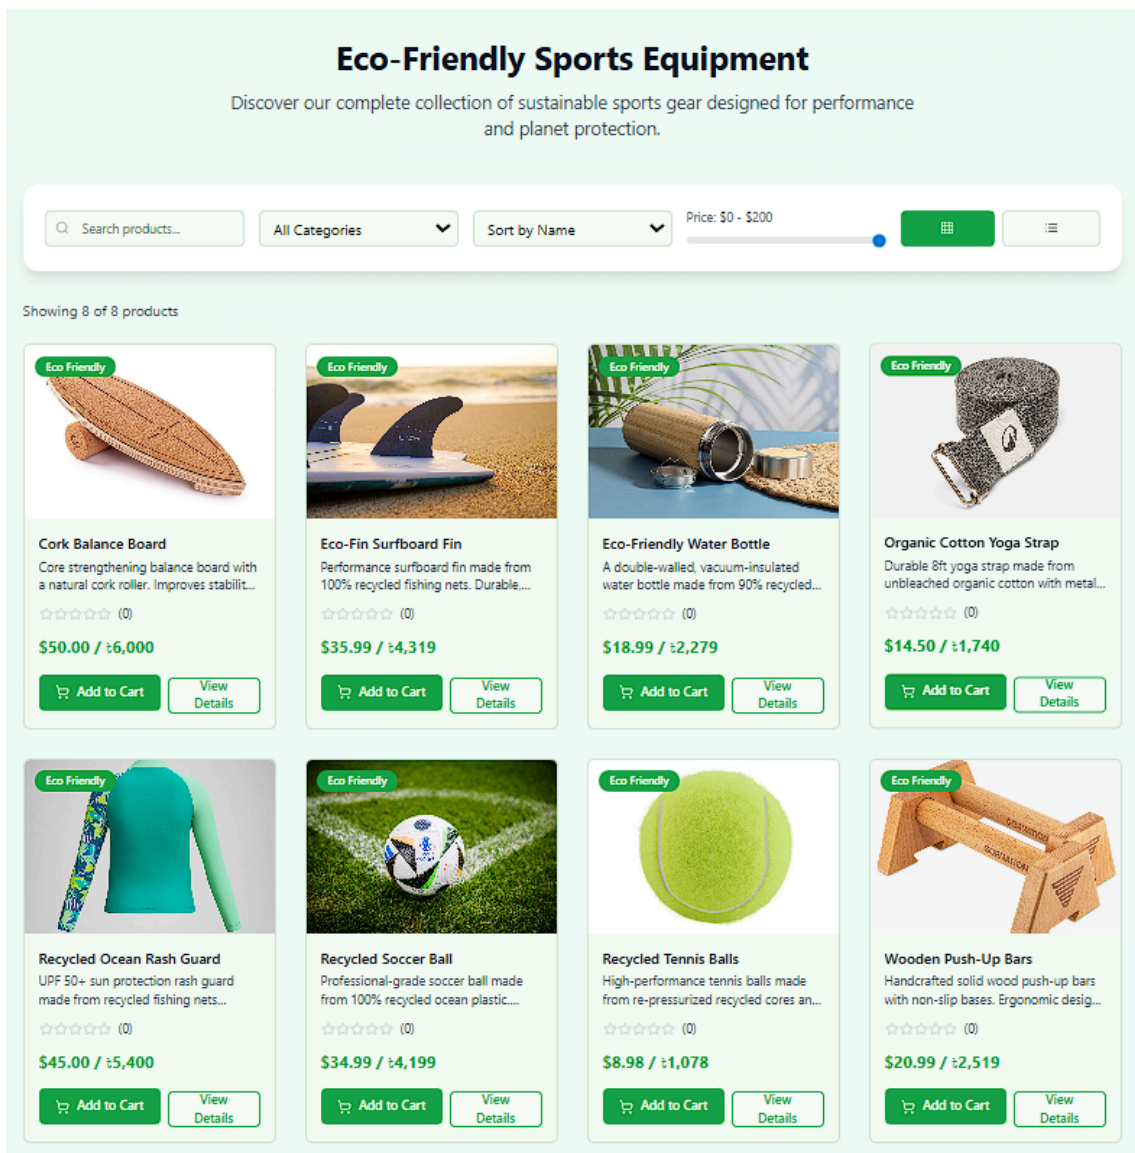 Eco-Friendly Sports Equipment
Discover our complete collection of sustainable sports gear designed for performance
and planet protection.
Search products...
All Categories
Sort by Name
Price: $0 - $200
Showing 8 of 8 products
Eco Friendly
Cork Balance Board
Core strengthening balance board with
a natural cork roller. Improves stabilit...
(0)
$50.00 / ৳6,000
Add to Cart
View
Details
Eco Friendly
Eco-Fin Surfboard Fin
Performance surfboard fin made from
100% recycled fishing nets. Durable,...
(0)
$35.99 / ৳4,319
Add to Cart
View
Details
Eco Friendly
Eco-Friendly Water Bottle
A double-walled, vacuum-insulated
water bottle made from 90% recycled...
(0)
$18.99 / ৳2,279
Add to Cart
View
Details
Eco Friendly
Organic Cotton Yoga Strap
Durable 8ft yoga strap made from
unbleached organic cotton with metal...
(0)
$14.50 / ৳1,740
Add to Cart
View
Details
Eco Friendly
Recycled Ocean Rash Guard
UPF 50+ sun protection rash guard
made from recycled fishing nets...
(0)
$45.00 / ৳5,400
Add to Cart
View
Details
Eco Friendly
Recycled Soccer Ball
Professional-grade soccer ball made
from 100% recycled ocean plastic....
(0)
$34.99 / ৳4,199
Add to Cart
View
Details
Eco Friendly
Recycled Tennis Balls
High-performance tennis balls made
from re-pressurized recycled cores an...
(0)
$8.98 / ৳1,078
Add to Cart
View
Details
Eco Friendly
Wooden Push-Up Bars
Handcrafted solid wood push-up bars
with non-slip bases. Ergonomic desig...
(0)
$20.99 / ৳2,519
Add to Cart
View
Details